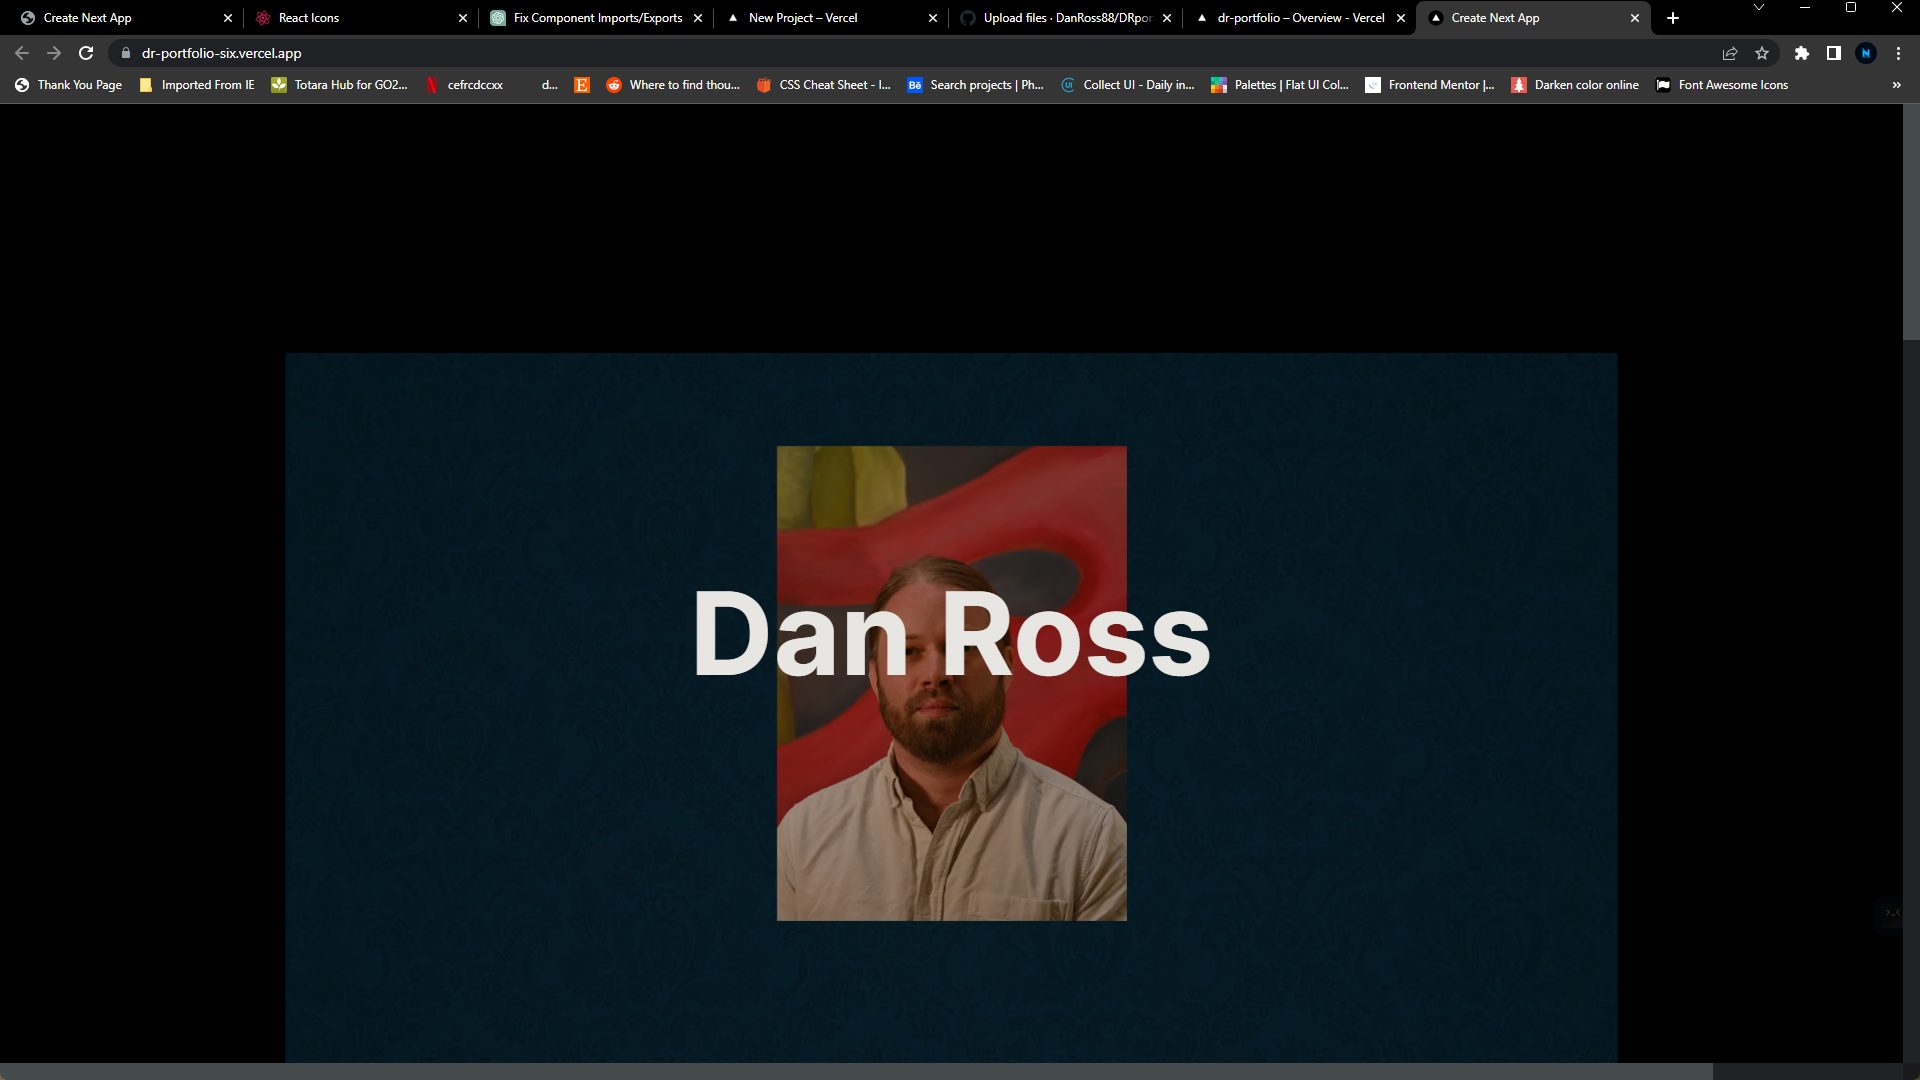 Create Next App
React Icons
Fix Component Imports/Exports
New Project – Vercel
Upload files · DanRoss88/DRpor
dr-portfolio – Overview - Vercel
Create Next App
dr-portfolio-six.vercel.app
N
Thank You Page
Imported From IE
Totara Hub for GO2...
cefrcdccxx
d...
Where to find thou...
CSS Cheat Sheet - I...
Bē
Search projects | Ph...
Collect UI - Daily in...
Palettes | Flat UI Col...
Frontend Mentor |...
Darken color online
Font Awesome Icons
»
Dan Ross